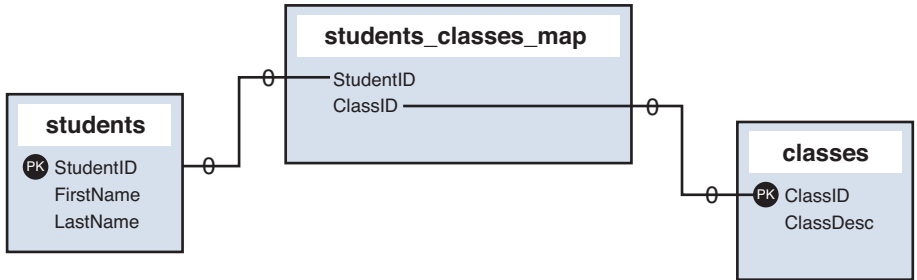 students_classes_map
StudentID
ClassID
students
PK StudentID
FirstName
LastName
classes
PK ClassID
ClassDesc